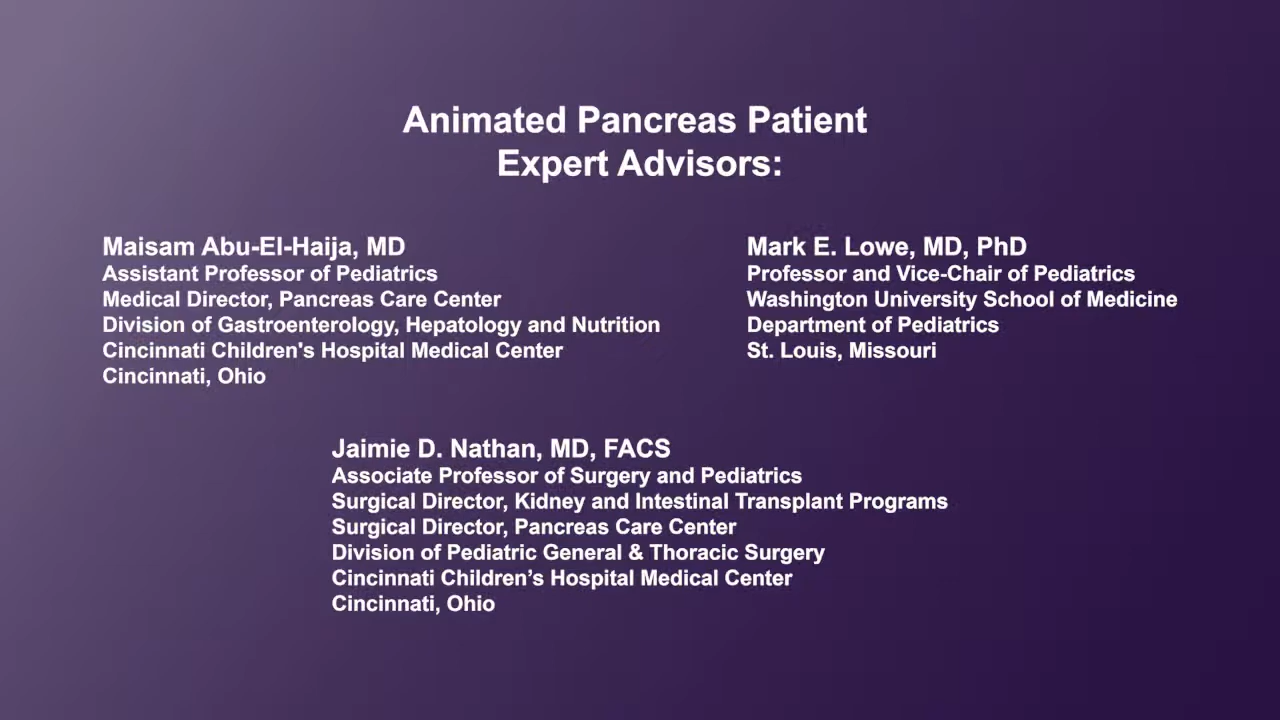 Animated Pancreas Patient
Expert Advisors:
Maisam Abu-El-Haija, MD
Assistant Professor of Pediatrics
Medical Director, Pancreas Care Center
Division of Gastroenterology, Hepatology and Nutrition
Cincinnati Children's Hospital Medical Center
Cincinnati, Ohio
Mark E. Lowe, MD, PhD
Professor and Vice-Chair of Pediatrics
Washington University School of Medicine
Department of Pediatrics
St. Louis, Missouri
Jaimie D. Nathan, MD, FACS
Associate Professor of Surgery and Pediatrics
Surgical Director, Kidney and Intestinal Transplant Programs
Surgical Director, Pancreas Care Center
Division of Pediatric General & Thoracic Surgery
Cincinnati Children’s Hospital Medical Center
Cincinnati, Ohio